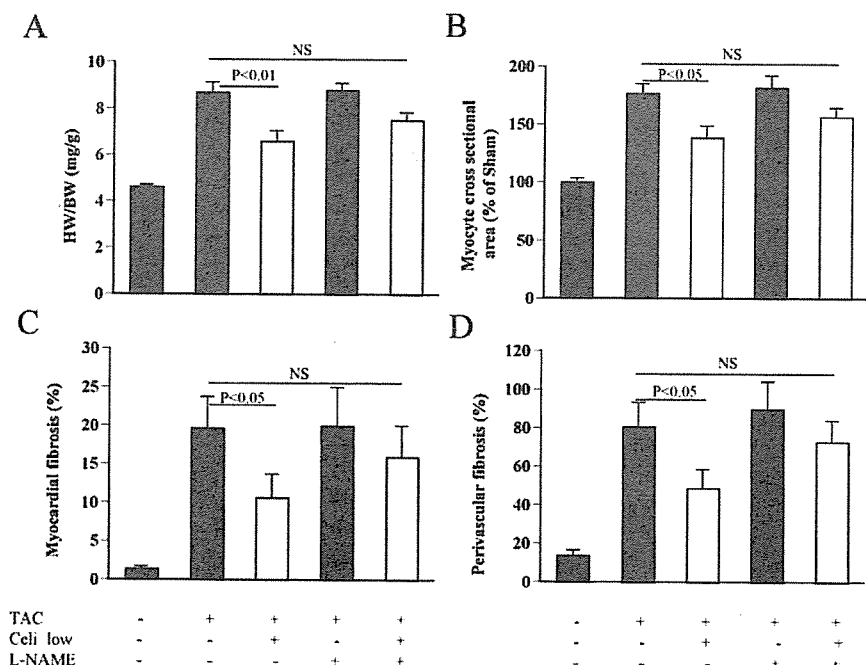 A
NS
P<0.01
HW/BW (mg/g)
10
8
6
4
2
0
B
NS
P<0.05
Myocyte cross sectional
area (% of Sham)
200
150
100
50
0
C
NS
P<0.05
Myocardial fibrosis (%)
30
25
20
15
10
5
0
D
NS
P<0.05
Perivascular fibrosis (%)
120
100
80
60
40
20
0
TAC - + + + + - + + + +
Celi low - - + - + - - + - +
L-NAME - - - + + - - - + +